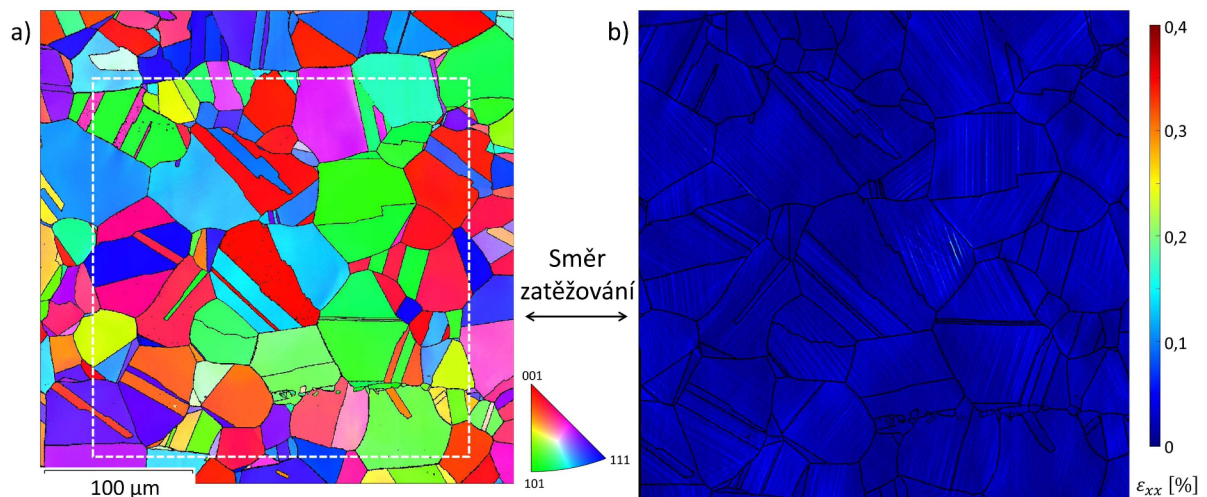 a)
b)
Směr
zatěžování
001
101
111
100 µm
0,4
0,3
0,2
0,1
0
εxx [%]